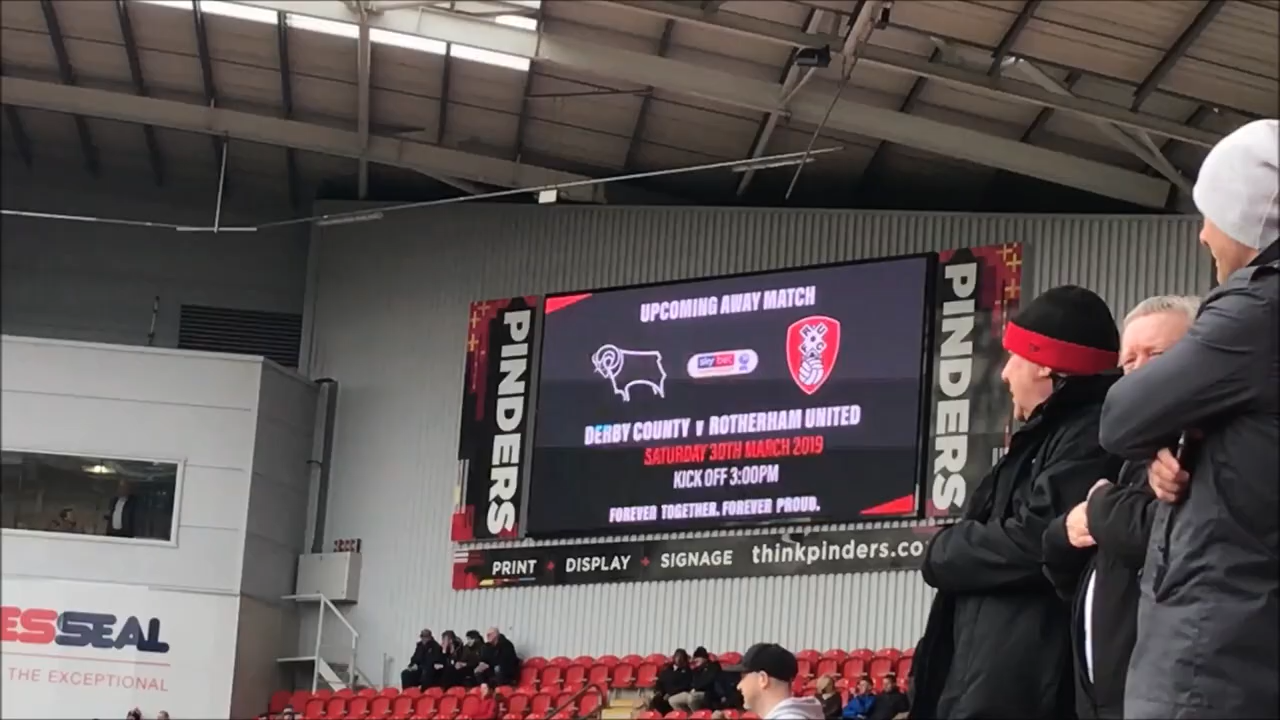 UPCOMING AWAY MATCH
sky bet
DERBY COUNTY v ROTHERHAM UNITED
SATURDAY 30TH MARCH 2019
KICK OFF 3:00PM
FOREVER TOGETHER. FOREVER PROUD.
PINDERS
PINDERS
PRINT + DISPLAY + SIGNAGE thinkpinders.co
ESSEAL
THE EXCEPTIONAL